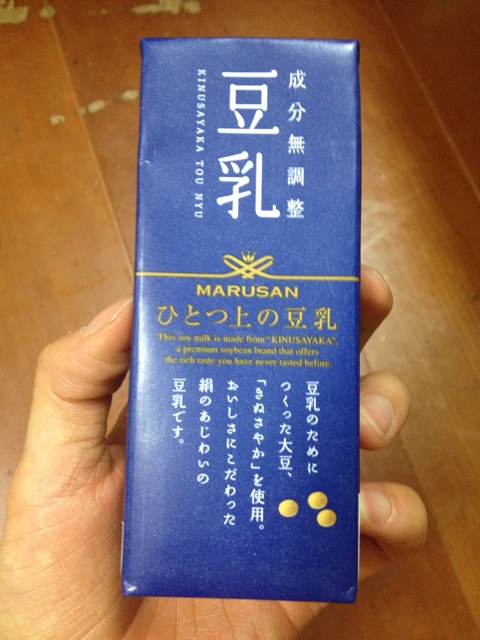 成分無調整
豆乳
KINUSAYAKA TOU NYU
MARUSAN
ひとつ上の豆乳
This soy milk is made from "KINUSAYAKA",
a premium soybean brand that offers
the rich taste you have never tasted before.
豆乳のために
つくった大豆、
「きぬさやか」を使用。
おいしさにこだわった
絹のあじわいの
豆乳です。